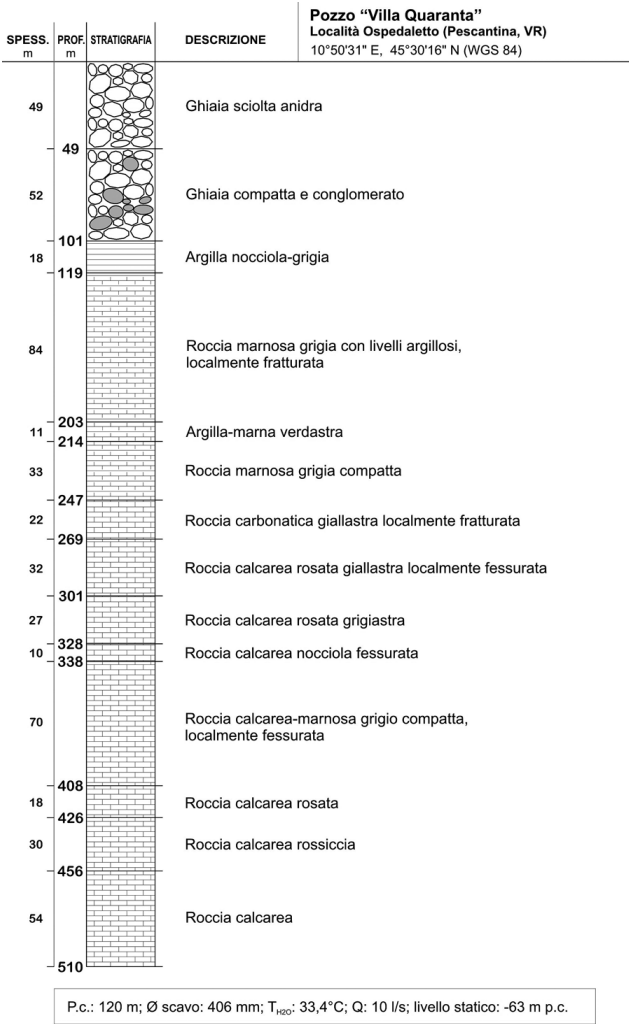 Pozzo “Villa Quaranta”
Località Ospedaletto (Pescantina, VR)
10°50'31" E, 45°30'16" N (WGS 84)
SPESS. PROF. STRATIGRAFIA DESCRIZIONE
m m
49 Ghiaia sciolta anidra
49
52 Ghiaia compatta e conglomerato
101
18 Argilla nocciola-grigia
119
84 Roccia marnosa grigia con livelli argillosi,
localmente fratturata
203
11 Argilla-marna verdastra
214
33 Roccia marnosa grigia compatta
247
22 Roccia carbonatica giallastra localmente fratturata
269
32 Roccia calcarea rosata giallastra localmente fessurata
301
27 Roccia calcarea rosata grigiastra
328
10 Roccia calcarea nocciola fessurata
338
70 Roccia calcarea-marnosa grigio compatta,
localmente fessurata
408
18 Roccia calcarea rosata
426
30 Roccia calcarea rossiccia
456
54 Roccia calcarea
510
P.c.: 120 m; Ø scavo: 406 mm; TH2O: 33,4°C; Q: 10 l/s; livello statico: -63 m p.c.